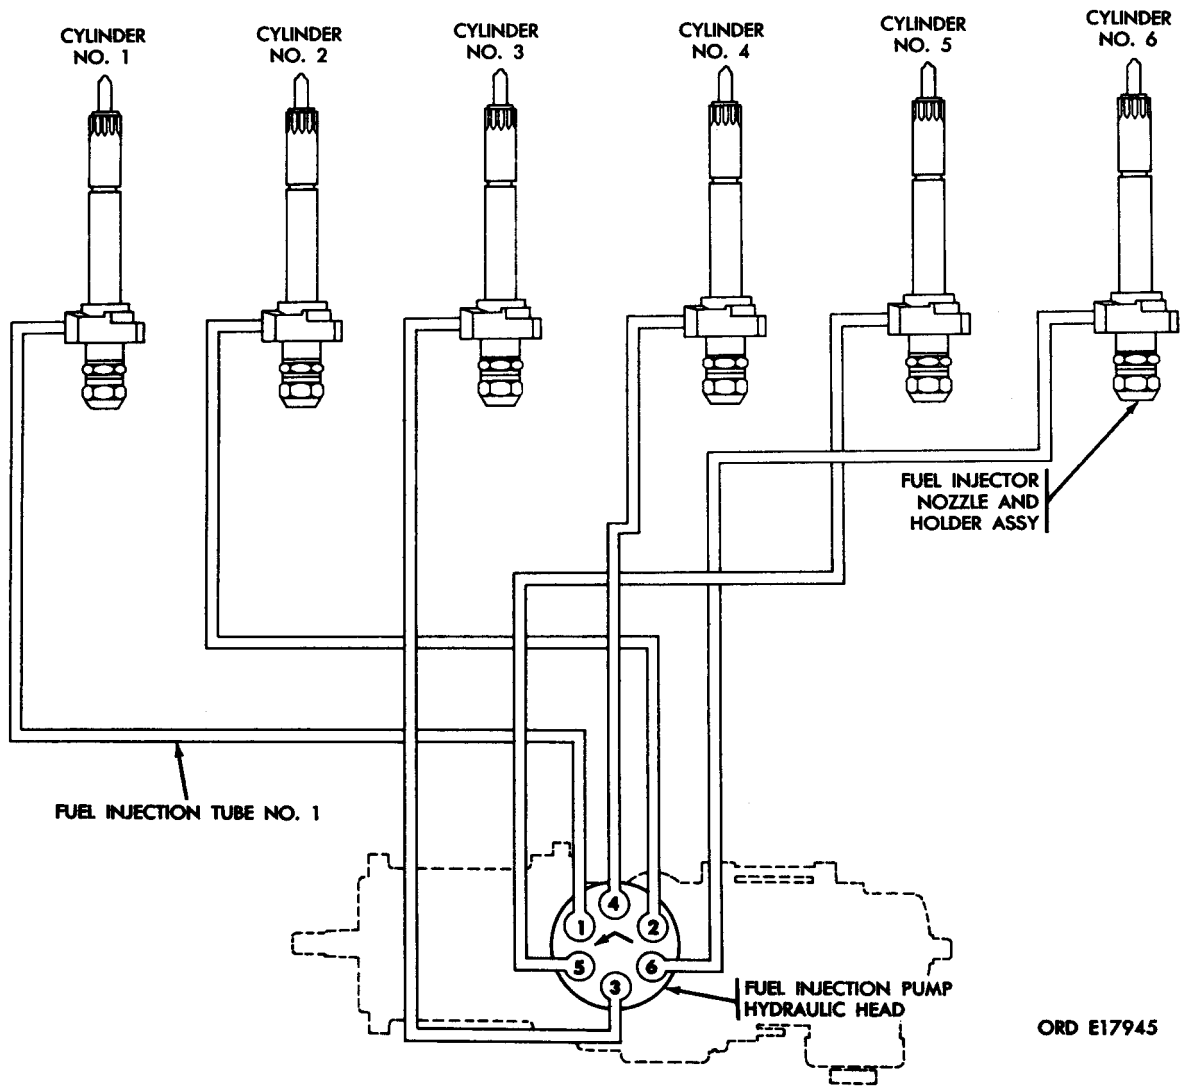 CYLINDER
NO. 1
CYLINDER
NO. 2
CYLINDER
NO. 3
CYLINDER
NO. 4
CYLINDER
NO. 5
CYLINDER
NO. 6
FUEL INJECTOR
NOZZLE AND
HOLDER ASSY
FUEL INJECTION TUBE NO. 1
4
1
2
5
6
3
FUEL INJECTION PUMP
HYDRAULIC HEAD
ORD E17945